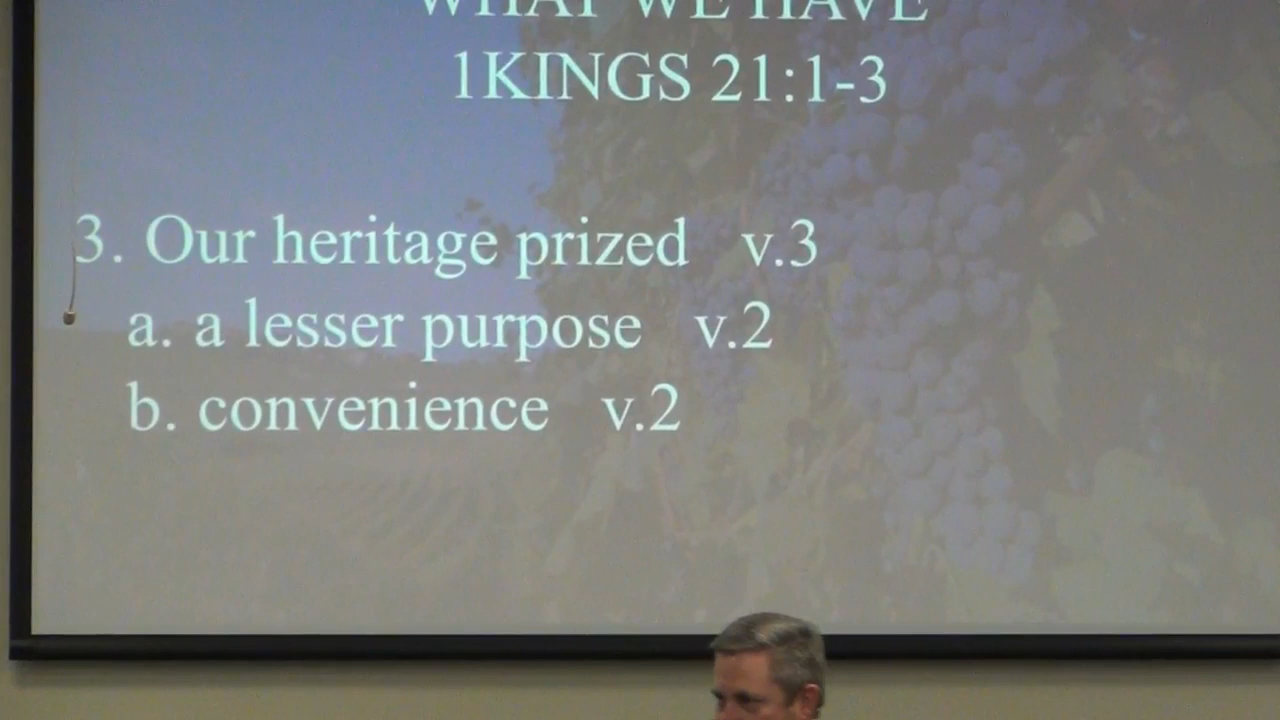 WHAT WE HAVE
1KINGS 21:1-3
3. Our heritage prized v.3
a. a lesser purpose v.2
b. convenience v.2